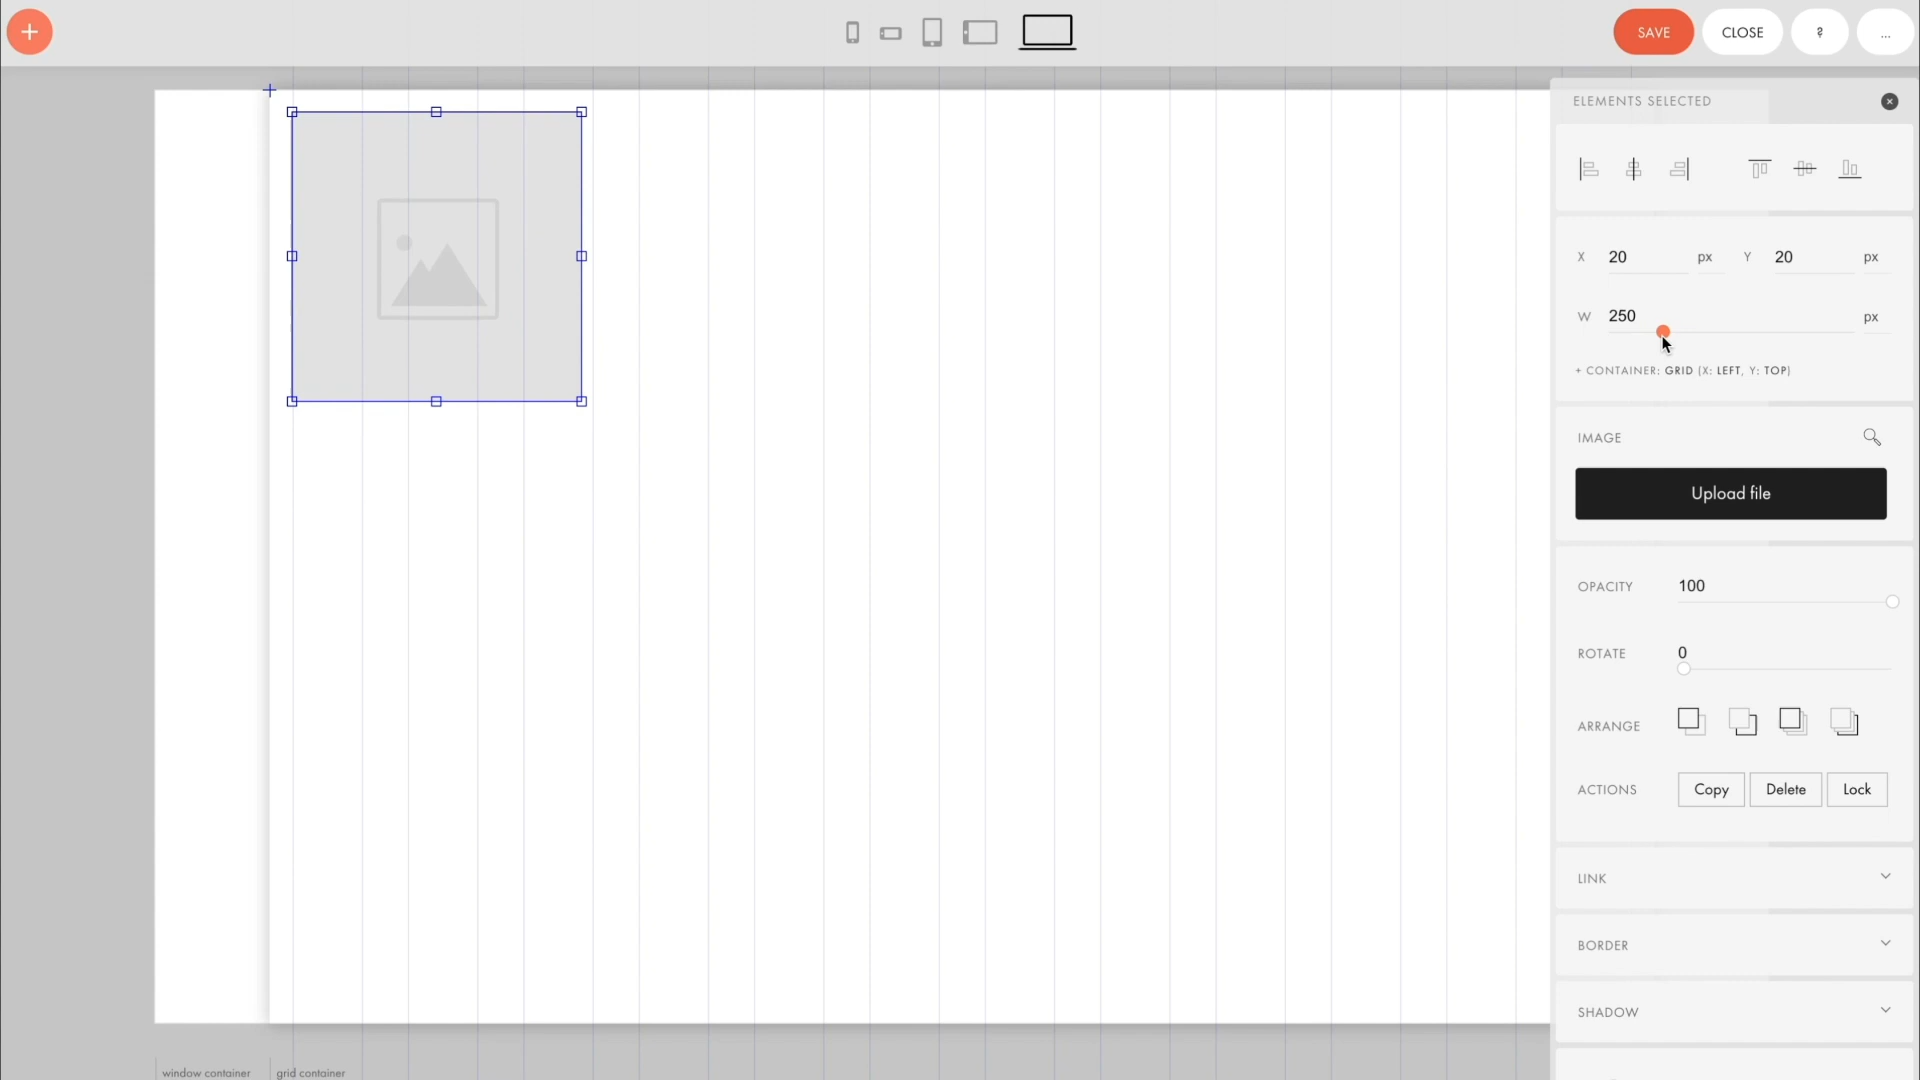 SAVE CLOSE ? ...
ELEMENTS SELECTED
X 20 px Y 20 px
W 250 px
+ CONTAINER: GRID (X: LEFT, Y: TOP)
IMAGE
Upload file
OPACITY 100
ROTATE 0
ARRANGE
ACTIONS Copy Delete Lock
LINK
BORDER
SHADOW
window container grid container